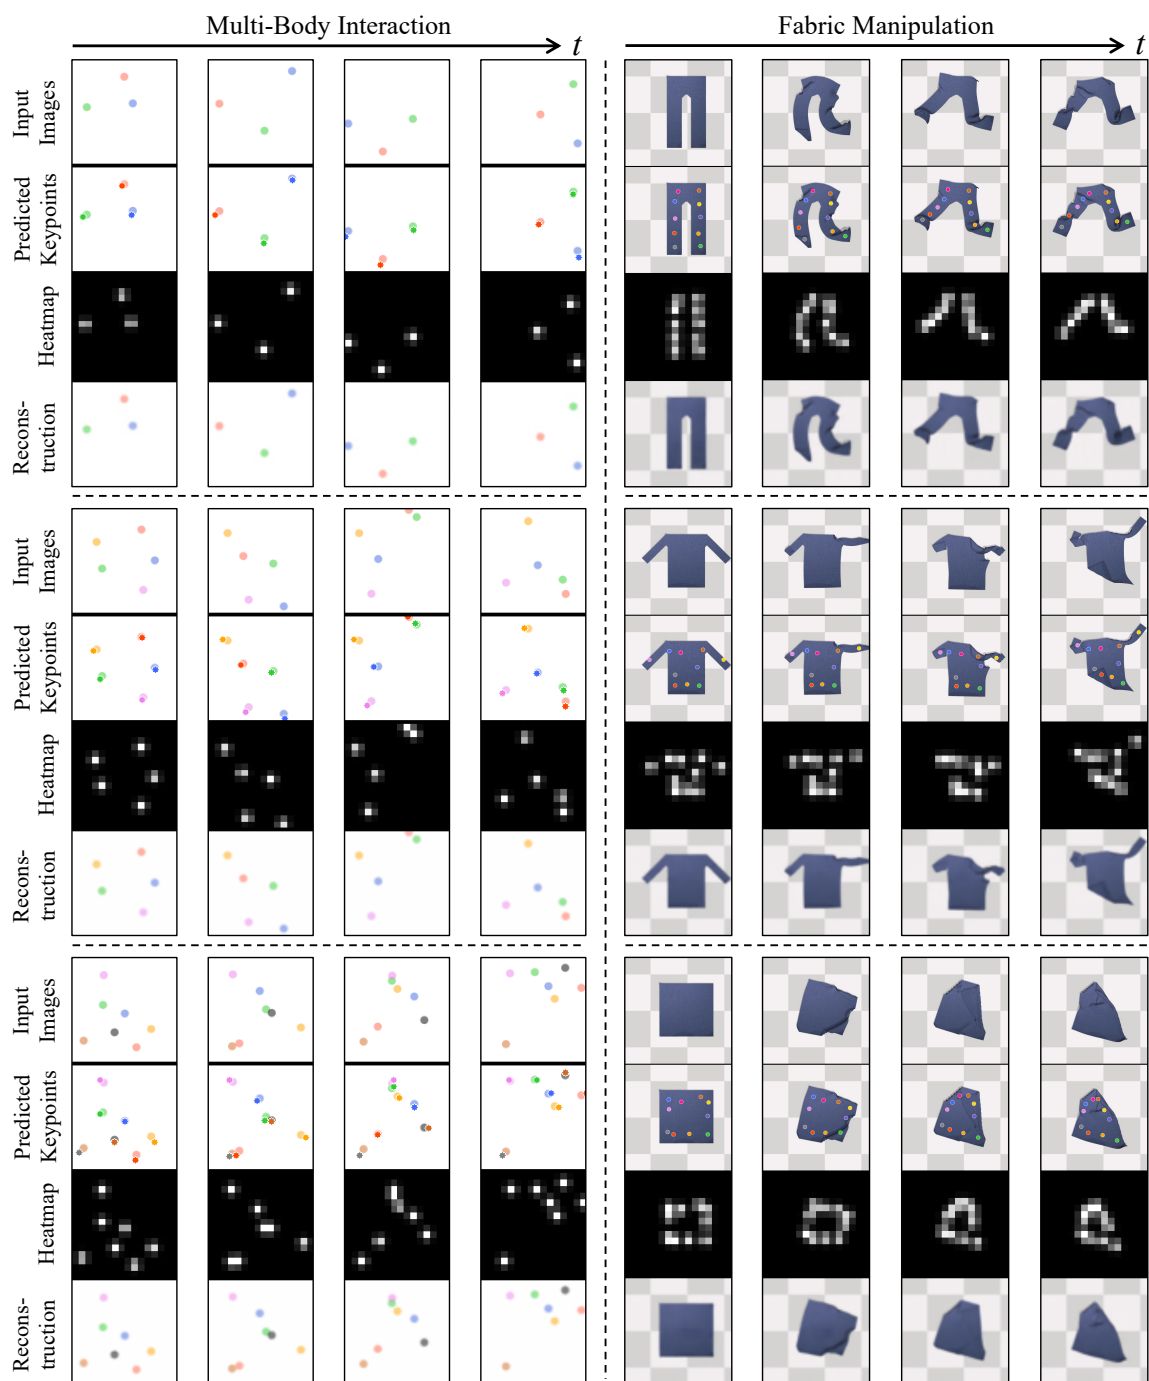 Multi-Body Interaction
t
Fabric Manipulation
t
Input
Images
Predicted
Keypoints
Heatmap
Recons-
truction
Input
Images
Predicted
Keypoints
Heatmap
Recons-
truction
Input
Images
Predicted
Keypoints
Heatmap
Recons-
truction